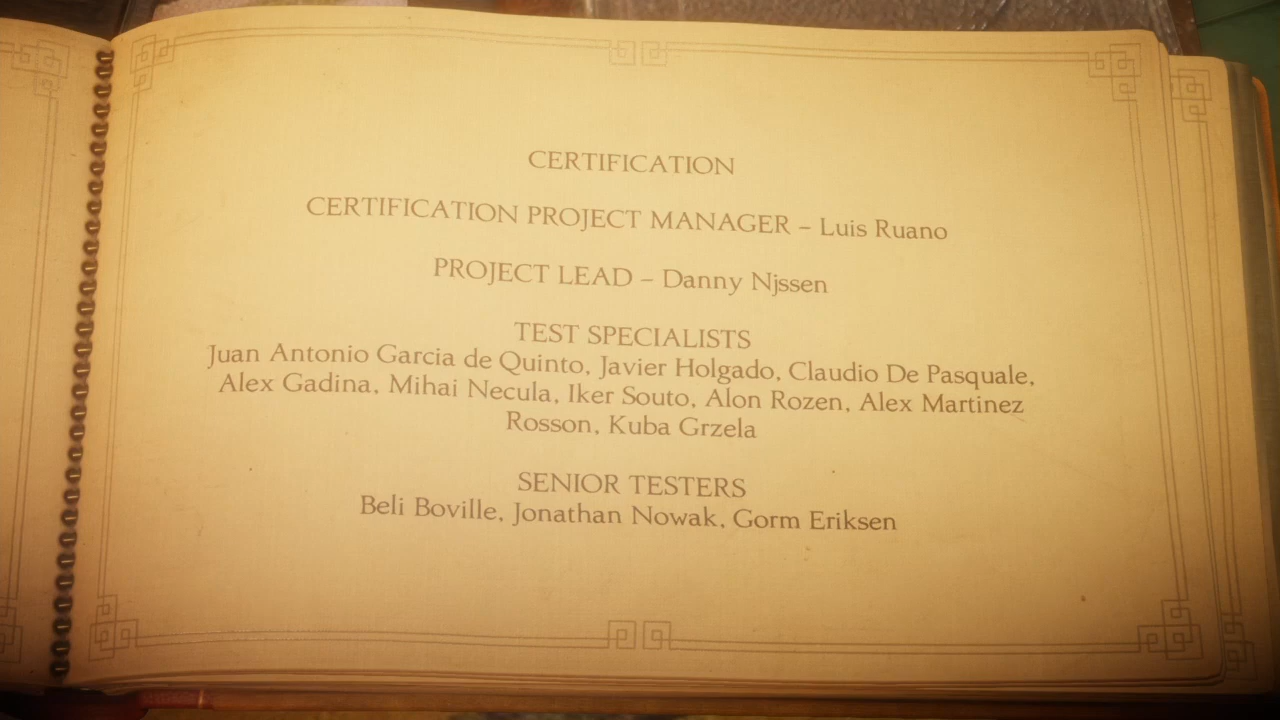 CERTIFICATION
CERTIFICATION PROJECT MANAGER – Luis Ruano
PROJECT LEAD – Danny Njssen
TEST SPECIALISTS
Juan Antonio Garcia de Quinto, Javier Holgado, Claudio De Pasquale,
Alex Gadina, Mihai Necula, Iker Souto, Alon Rozen, Alex Martinez
Rosson, Kuba Grzela
SENIOR TESTERS
Beli Boville, Jonathan Nowak, Gorm Eriksen